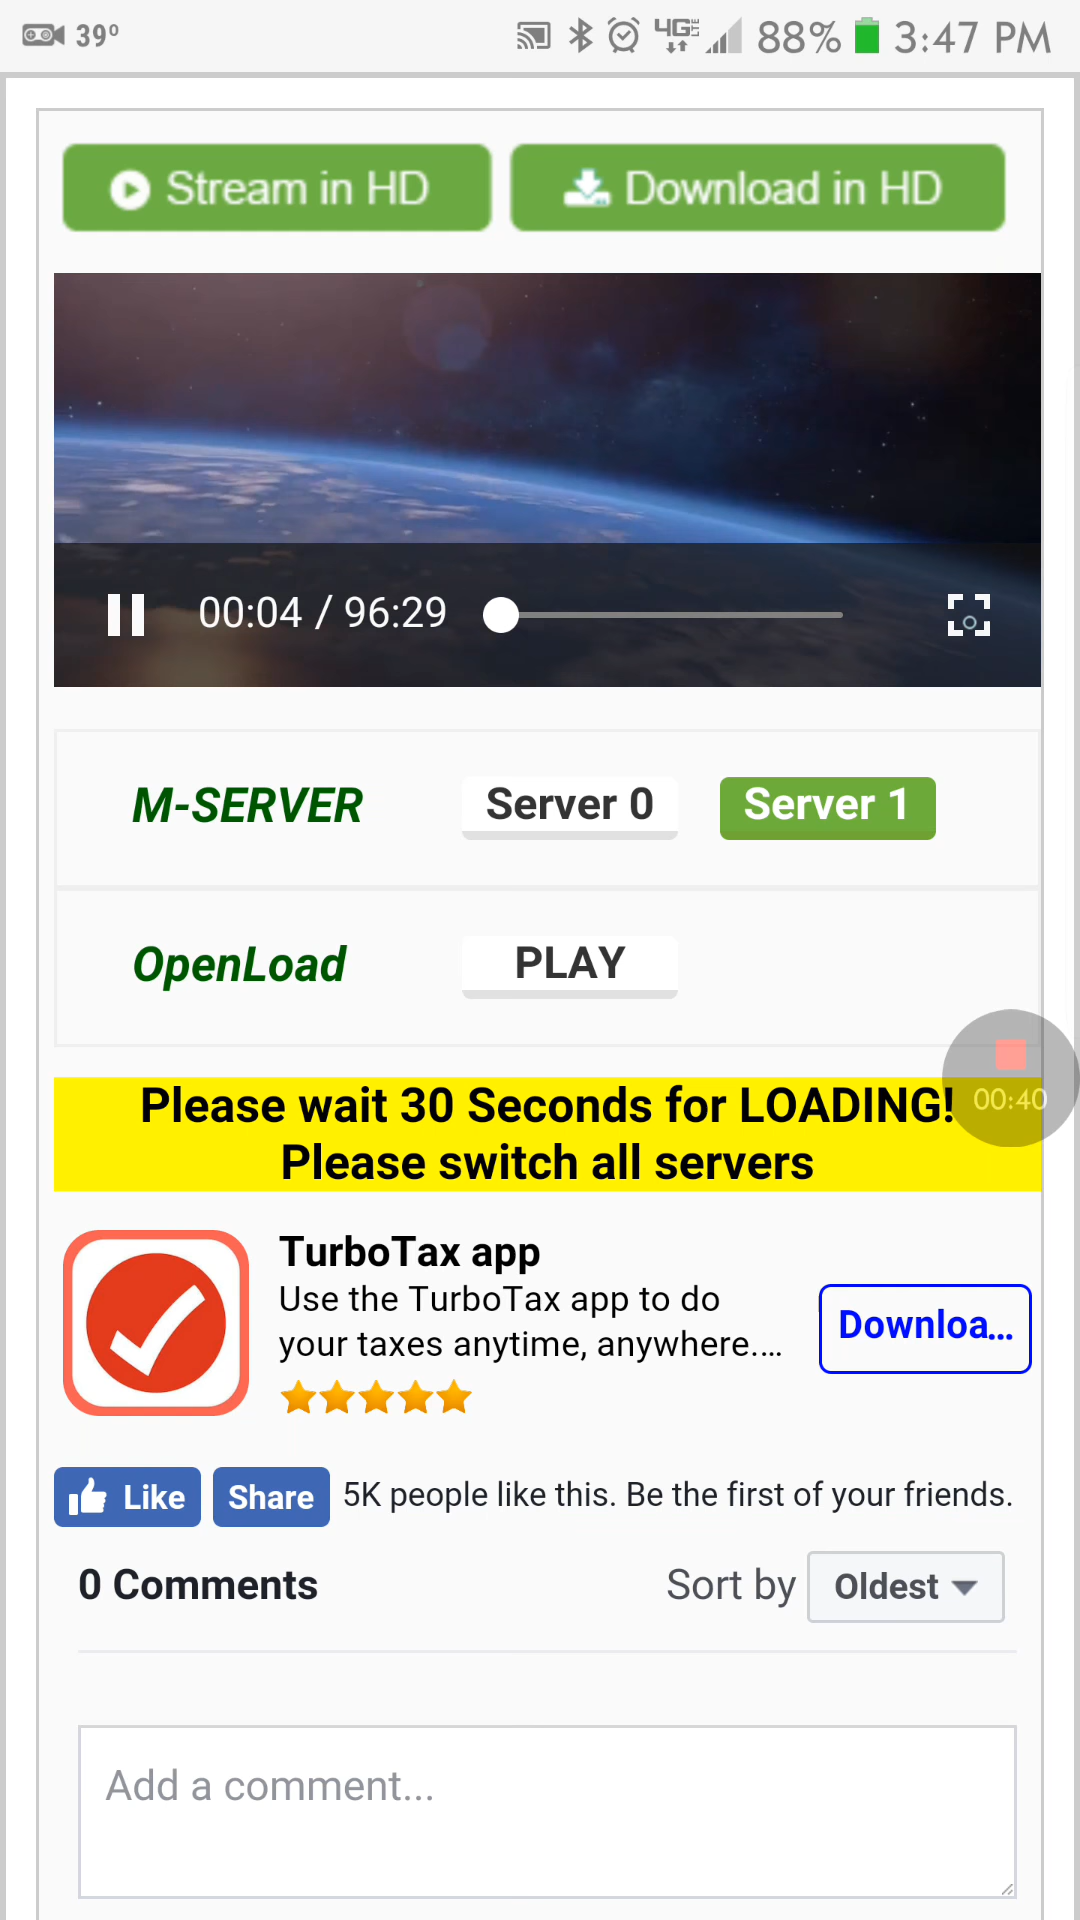 39° 4G LTE 88% 3:47 PM
Stream in HD Download in HD
00:04 / 96:29
M-SERVER Server 0 Server 1
OpenLoad PLAY
Please wait 30 Seconds for LOADING!
00:40
Please switch all servers
TurboTax app
Use the TurboTax app to do
your taxes anytime, anywhere....
Downloa...
Like Share 5K people like this. Be the first of your friends.
0 Comments Sort by Oldest
Add a comment...